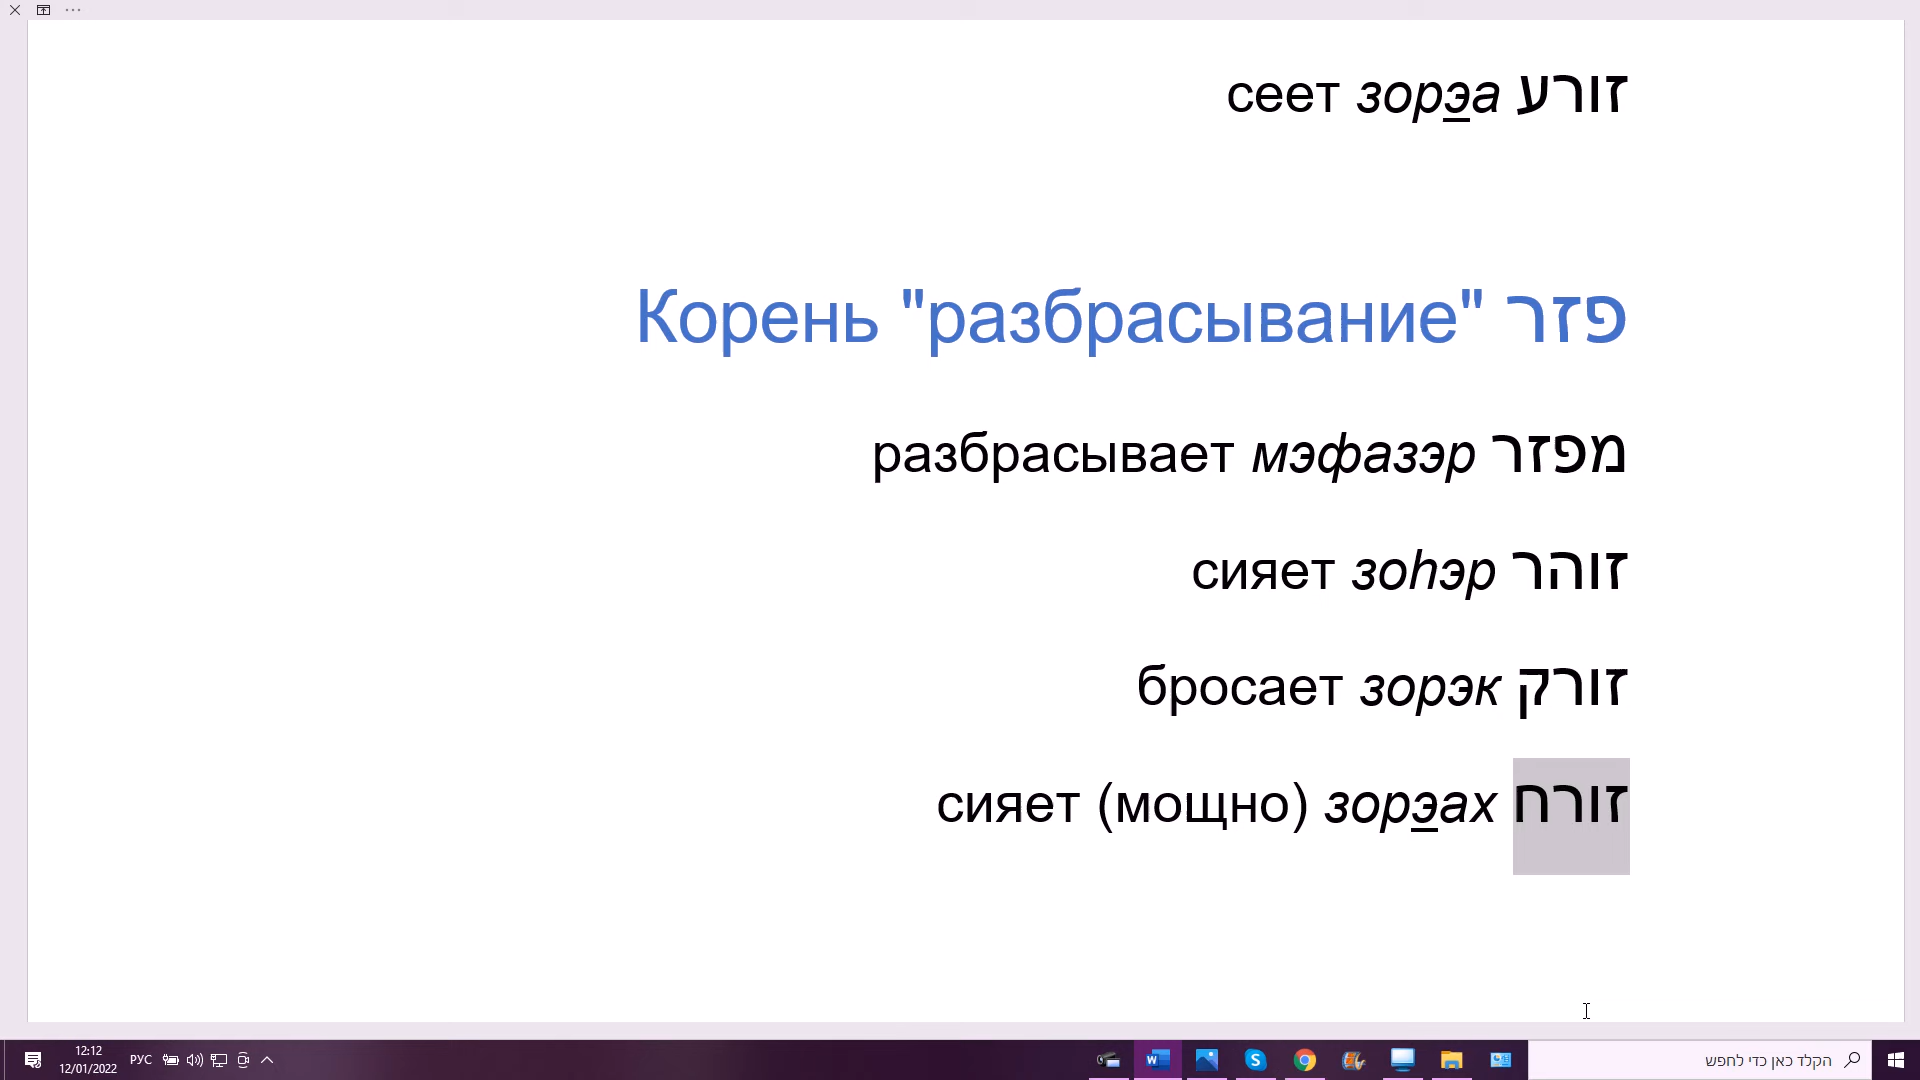 זורע зорэа сеет
פזר Корень "разбрасывание"
מפזר мэфазэр разбрасывает
זוהר зоhэр сияет
זורק зорэк бросает
זורח зорэах сияет (мощно)
12:12
12/01/2022
РУС
הקלד כאן כדי לחפש